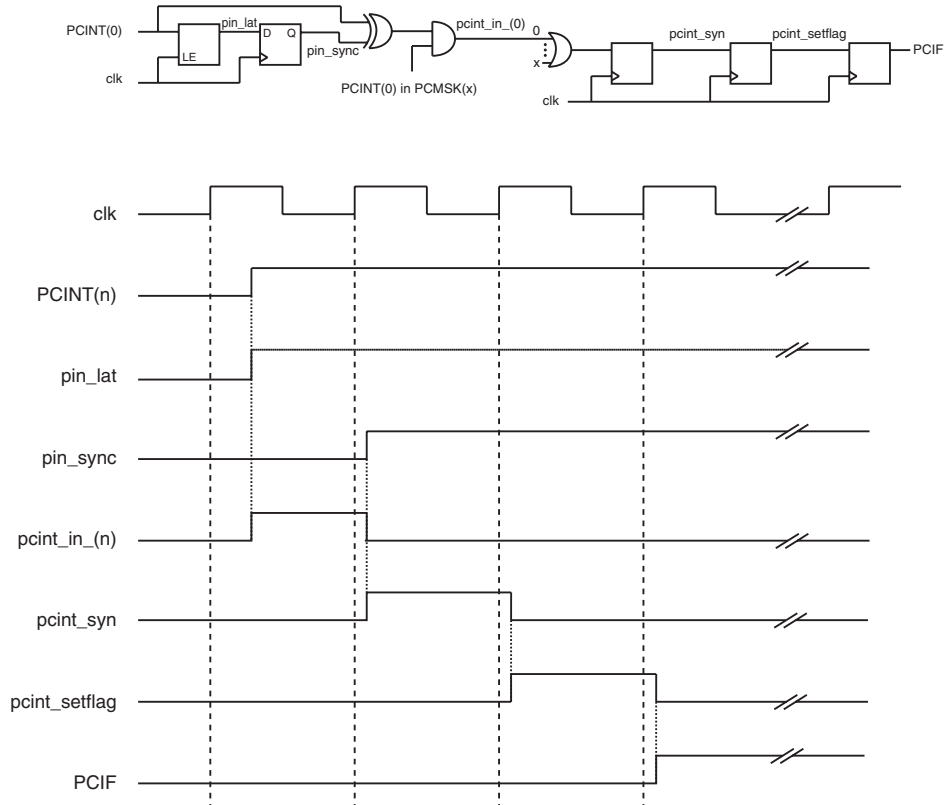 PCINT(0)
pin_lat
LE
D Q
pin_sync
clk
PCINT(0) in PCMSK(x)
pcint_in_(0)
0
x
clk
pcint_syn
pcint_setflag
PCIF
clk
PCINT(n)
pin_lat
pin_sync
pcint_in_(n)
pcint_syn
pcint_setflag
PCIF